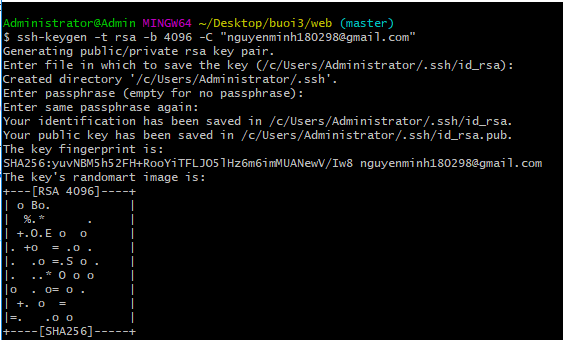 Administrator@Admin MINGW64 ~/Desktop/buoi3/web (master)
$ ssh-keygen -t rsa -b 4096 -C "nguyenminh180298@gmail.com"
Generating public/private rsa key pair.
Enter file in which to save the key (/c/Users/Administrator/.ssh/id_rsa):
Created directory '/c/Users/Administrator/.ssh'.
Enter passphrase (empty for no passphrase):
Enter same passphrase again:
Your identification has been saved in /c/Users/Administrator/.ssh/id_rsa.
Your public key has been saved in /c/Users/Administrator/.ssh/id_rsa.pub.
The key fingerprint is:
SHA256:yuvNBM5h52FH+RooYiTFLJO5lHz6m6imMUANewV/Iw8 nguyenminh180298@gmail.com
The key's randomart image is:
+---[RSA 4096]----+
| o Bo.           |
|  %.*      .     |
| +.O.E o  o      |
|. +o  = .o .     |
|.  .o =.S o .    |
|.  ..* O o o     |
|o  . o= o .      |
| +. o  =         |
|=.   .o o        |
+----[SHA256]-----+